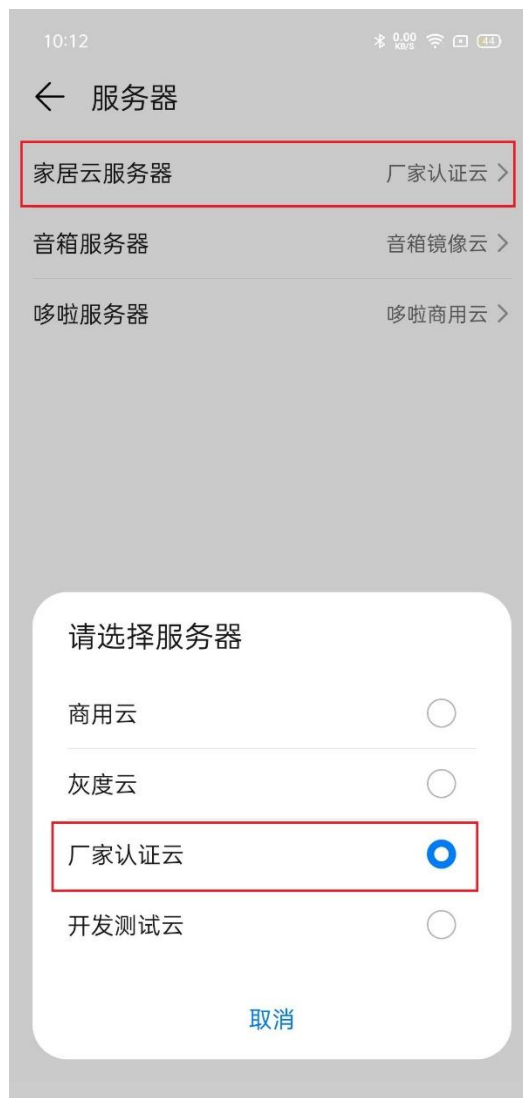 10:12
0.00
KB/S
44
服务器
家居云服务器 厂家认证云
音箱服务器 音箱镜像云
哆啦服务器 哆啦商用云
请选择服务器
商用云
灰度云
厂家认证云
开发测试云
取消